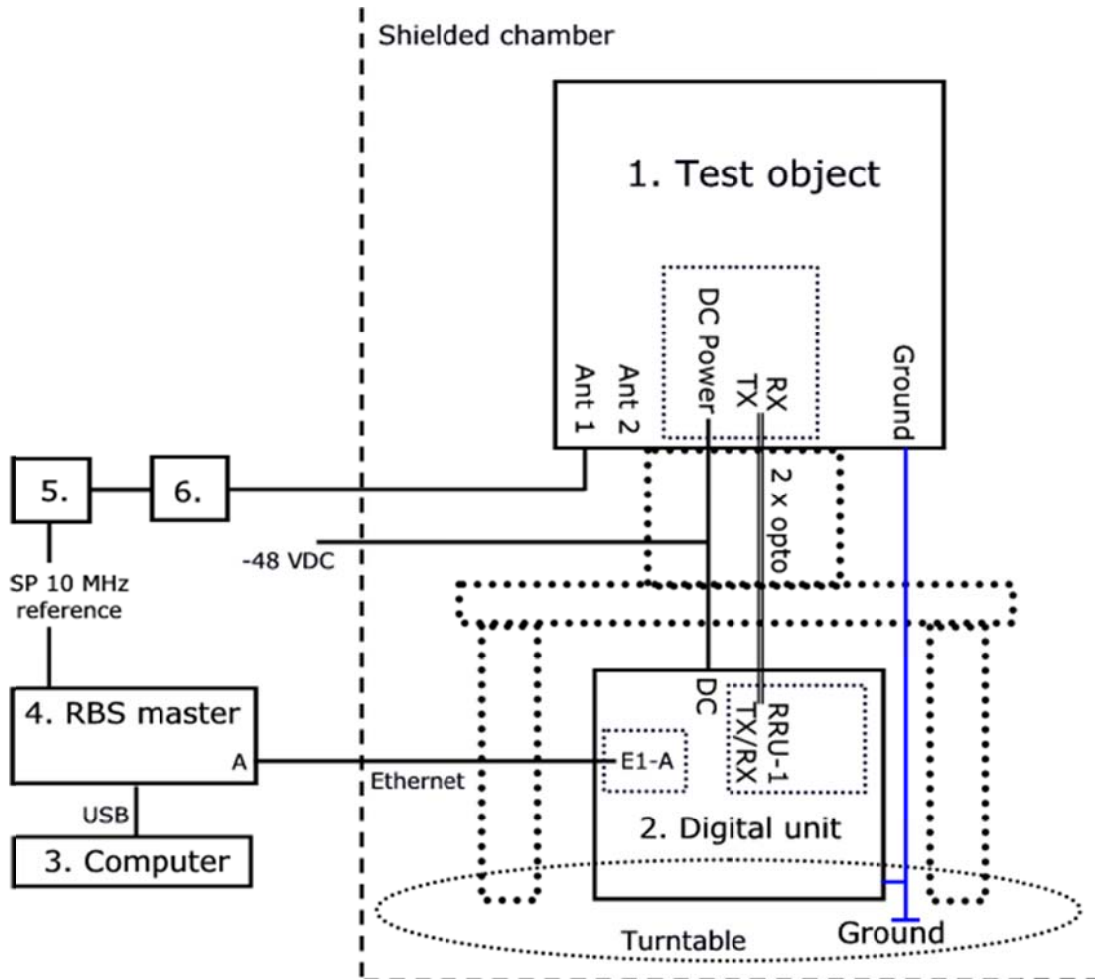 Shielded chamber
1. Test object
DC Power
TX
RX
Ant 1
Ant 2
Ground
5.
6.
2 x opto
-48 VDC
SP 10 MHz
reference
4. RBS master
A
DC
TX/RX
RRU-1
E1-A
Ethernet
USB
2. Digital unit
3. Computer
Turntable
Ground